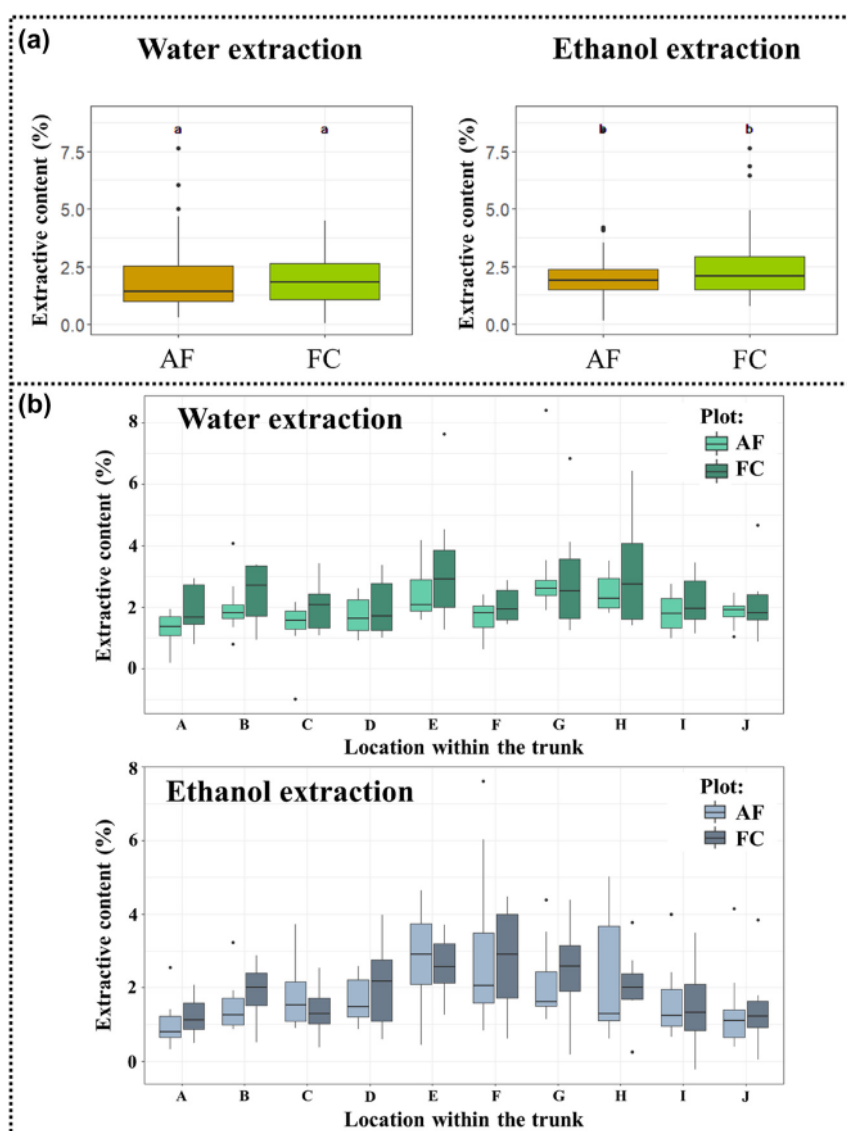 (a)
Water extraction
Ethanol extraction
Extractive content (%)
7.5
5.0
2.5
0.0
a a
AF FC
Extractive content (%)
7.5
5.0
2.5
0.0
b b
AF FC
(b)
Water extraction
Plot:
AF
FC
Extractive content (%)
8
6
4
2
0
A B C D E F G H I J
Location within the trunk
Ethanol extraction
Plot:
AF
FC
Extractive content (%)
8
6
4
2
0
A B C D E F G H I J
Location within the trunk